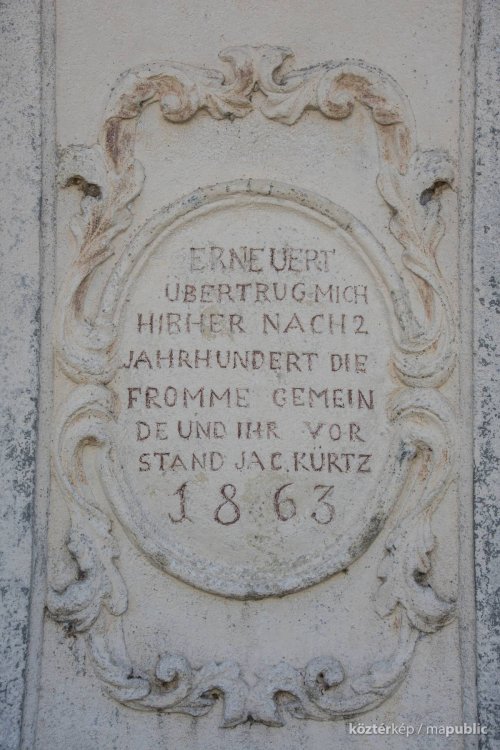 ERNEUERT
ÜBERTRUG MICH
HIBHER NACH 2
JAHRHUNDERT DIE
FROMME GEMEIN
DE UND IHR VOR
STAND JAC. KÜRTZ
1863
köztérkép / mapublic